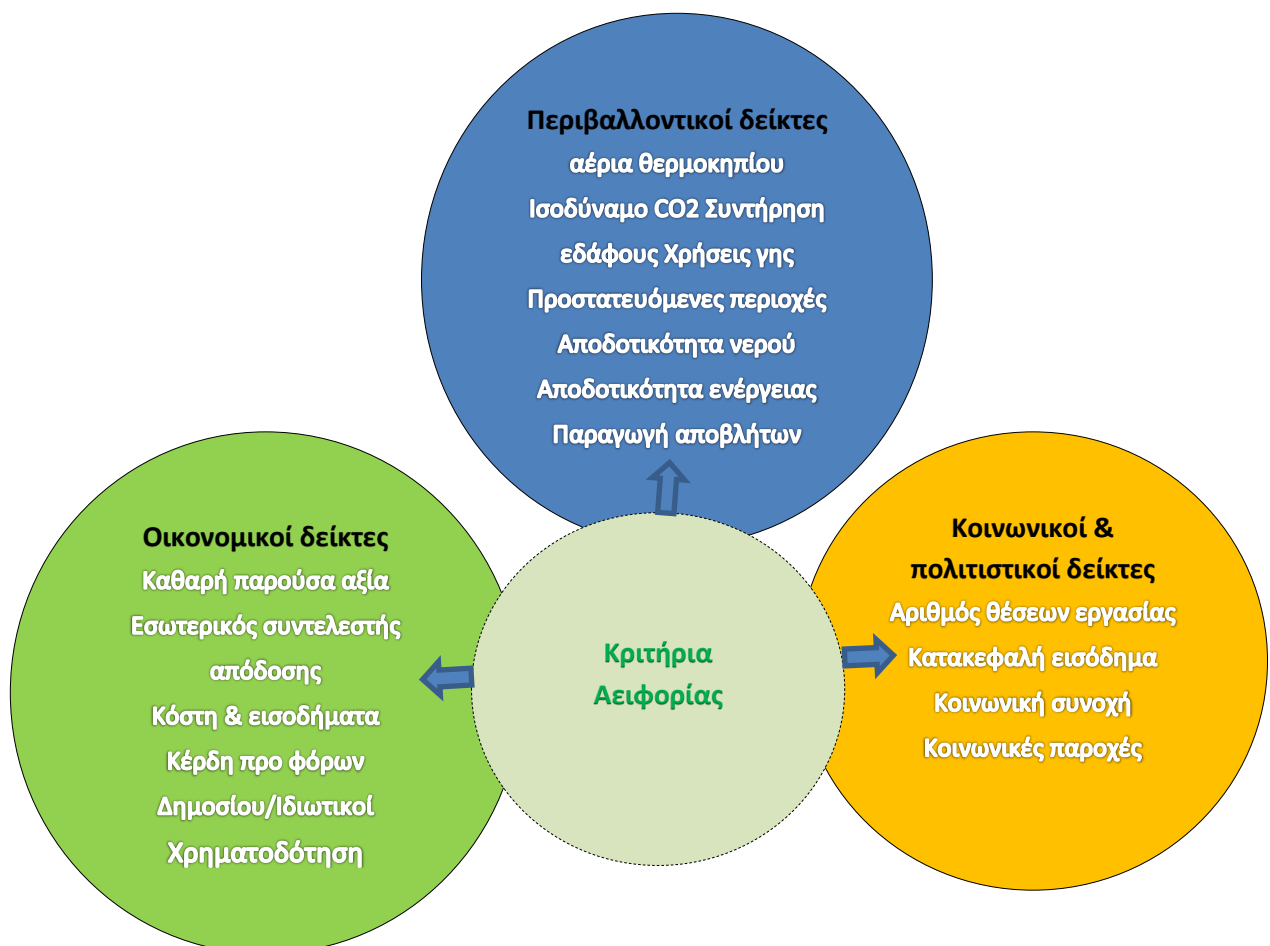 Περιβαλλοντικοί δείκτες
αέρια θερμοκηπίου
Ισοδύναμο CO2 Συντήρηση
εδάφους Χρήσεις γης
Προστατευόμενες περιοχές
Αποδοτικότητα νερού
Αποδοτικότητα ενέργειας
Παραγωγή αποβλήτων
Οικονομικοί δείκτες
Καθαρή παρούσα αξία
Εσωτερικός συντελεστής
απόδοσης
Κόστη & εισοδήματα
Κέρδη προ φόρων
Δημοσίου/Ιδιωτικοί
Χρηματοδότηση
Κριτήρια
Αειφορίας
Κοινωνικοί &
πολιτιστικοί δείκτες
Αριθμός θέσεων εργασίας
Κατακεφαλή εισόδημα
Κοινωνική συνοχή
Κοινωνικές παροχές